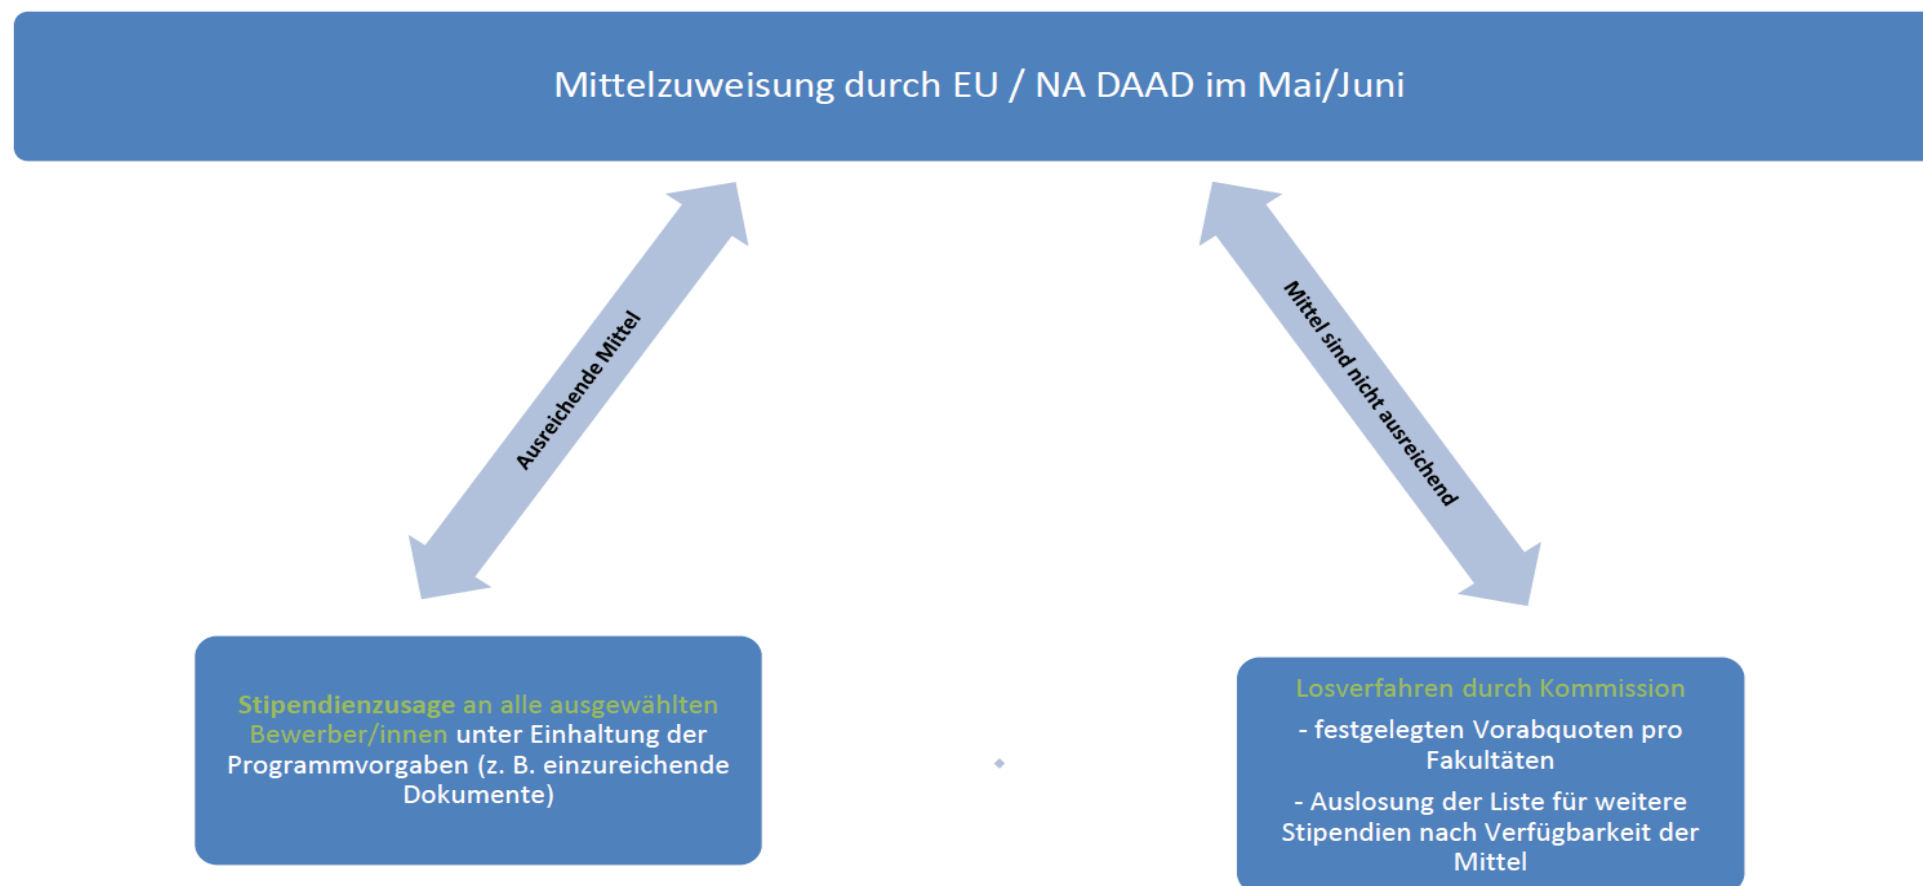 Mittelzuweisung durch EU / NA DAAD im Mai/Juni
Ausreichende Mittel
Mittel sind nicht ausreichend
Stipendienzusage an alle ausgewählten
Bewerber/innen unter Einhaltung der
Programmvorgaben (z. B. einzureichende
Dokumente)
Losverfahren durch Kommission
- festgelegten Vorabquoten pro
Fakultäten
- Auslosung der Liste für weitere
Stipendien nach Verfügbarkeit der
Mittel